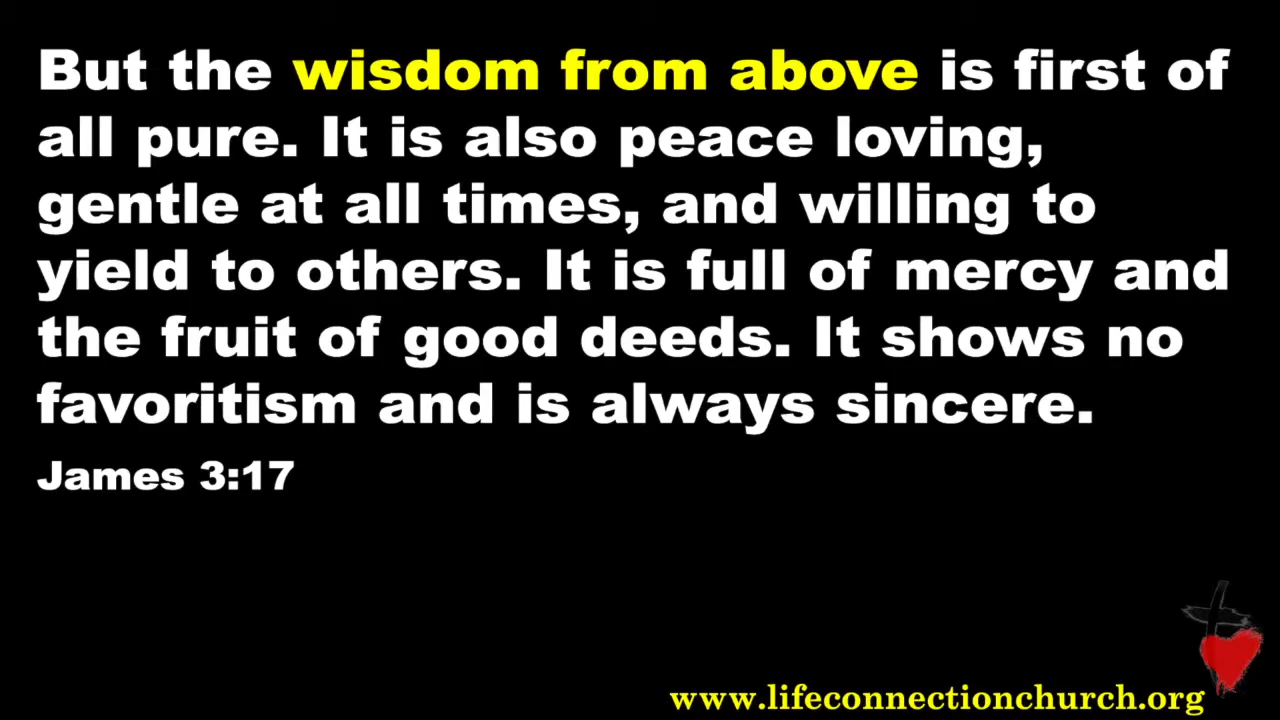 But the wisdom from above is first of
all pure. It is also peace loving,
gentle at all times, and willing to
yield to others. It is full of mercy and
the fruit of good deeds. It shows no
favoritism and is always sincere.
James 3:17
www.lifeconnectionchurch.org